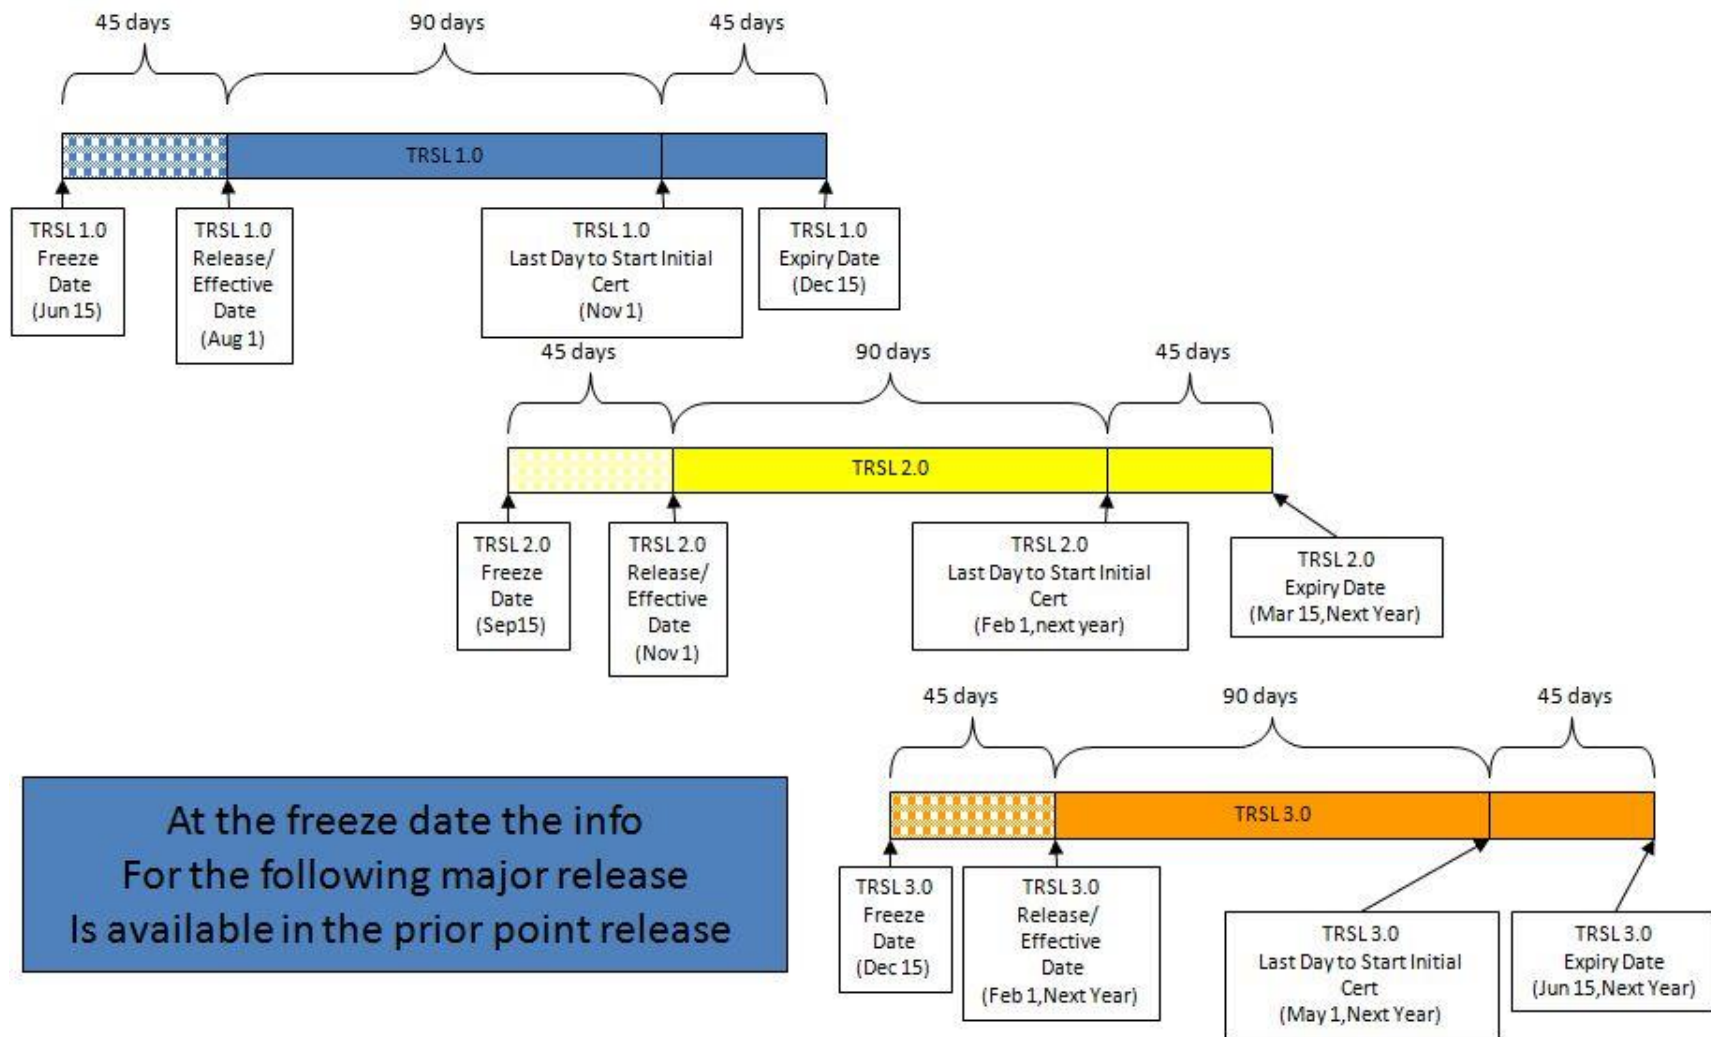 45 days
90 days
45 days
TRSL 1.0
TRSL 1.0
Freeze
Date
(Jun 15)
TRSL 1.0
Release/
Effective
Date
(Aug 1)
TRSL 1.0
Last Day to Start Initial
Cert
(Nov 1)
TRSL 1.0
Expiry Date
(Dec 15)
45 days
90 days
45 days
TRSL 2.0
TRSL 2.0
Freeze
Date
(Sep15)
TRSL 2.0
Release/
Effective
Date
(Nov 1)
TRSL 2.0
Last Day to Start Initial
Cert
(Feb 1,next year)
TRSL 2.0
Expiry Date
(Mar 15,Next Year)
45 days
90 days
45 days
TRSL 3.0
TRSL 3.0
Freeze
Date
(Dec 15)
TRSL 3.0
Release/
Effective
Date
(Feb 1,Next Year)
TRSL 3.0
Last Day to Start Initial
Cert
(May 1,Next Year)
TRSL 3.0
Expiry Date
(Jun 15,Next Year)
At the freeze date the info
For the following major release
Is available in the prior point release